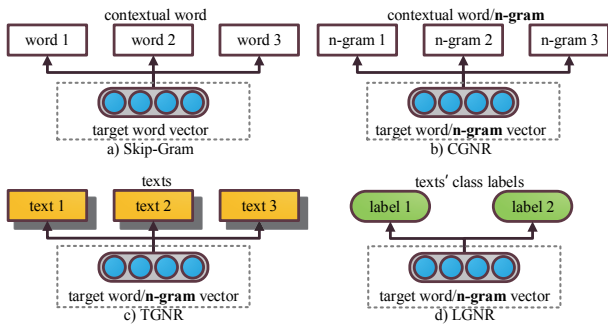 contextual word
word 1 word 2 word 3
target word vector
a) Skip-Gram
contextual word/n-gram
n-gram 1 n-gram 2 n-gram 3
target word/n-gram vector
b) CGNR
texts
text 1 text 2 text 3
target word/n-gram vector
c) TGNR
texts' class labels
label 1 label 2
target word/n-gram vector
d) LGNR